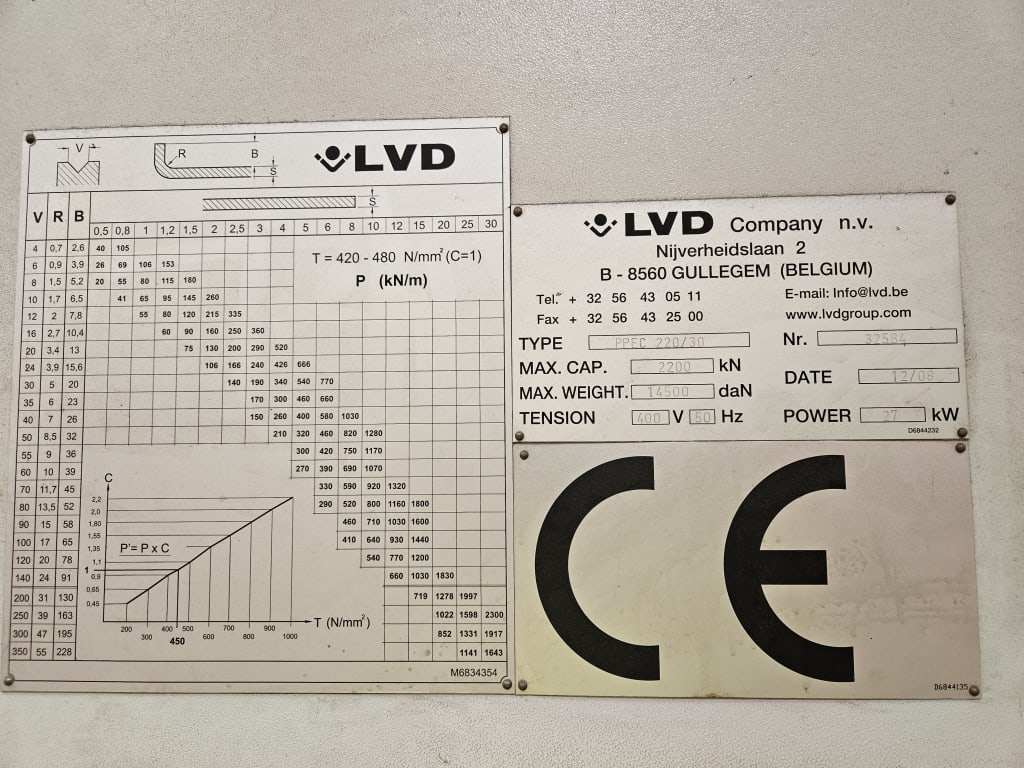 V
R
B
S
LVD
S
V R B 0,5 0,8 1 1,2 1,5 2 2,5 3 4 5 6 8 10 12 15 20 25 30
T = 420 - 480 N/mm² (C=1)
P (kN/m)
4 0,7 2,6 40 105
6 0,9 3,9 26 69 106 153
8 1,5 5,2 20 55 80 115 180
10 1,7 6,5 41 65 95 145 260
12 2 7,8 55 80 120 215 335
16 2,7 10,4 60 90 160 250 360
20 3,4 13 75 130 200 290 520
24 3,9 15,6 106 166 240 426 666
30 5 20 140 190 340 540 770
35 6 23 170 300 460 660
40 7 26 150 260 400 580 1030
50 8,5 32 210 320 460 820 1280
55 9 36 300 420 750 1170
60 10 39 270 390 690 1070
70 11,7 45 330 590 920 1320
80 13,5 52 290 520 800 1160 1800
90 15 58 460 710 1030 1600
100 17 65 410 640 930 1440
120 20 78 540 770 1200
140 24 91 660 1030 1830
200 31 130 719 1278 1997
250 39 163 1022 1598 2300
300 47 195 852 1331 1917
350 55 228 1141 1643
C
2,2
2,0
1,80
1,55
1,35
1,1
1
0,9
0,65
0,45
P'= P x C
200 300 400 450 500 600 700 800 900 1000
T (N/mm²)
M6834354
LVD Company n.v.
Nijverheidslaan 2
B - 8560 GULLEGEM (BELGIUM)
Tel. + 32 56 43 05 11 E-mail: Info@lvd.be
Fax + 32 56 43 25 00 www.lvdgroup.com
TYPE PPEC 220/30 Nr. 32584
MAX. CAP. 2200 kN
MAX. WEIGHT. 14500 daN DATE 12/08
TENSION 400 V 50 Hz POWER 27 kW
D6844232
CE
D6844135